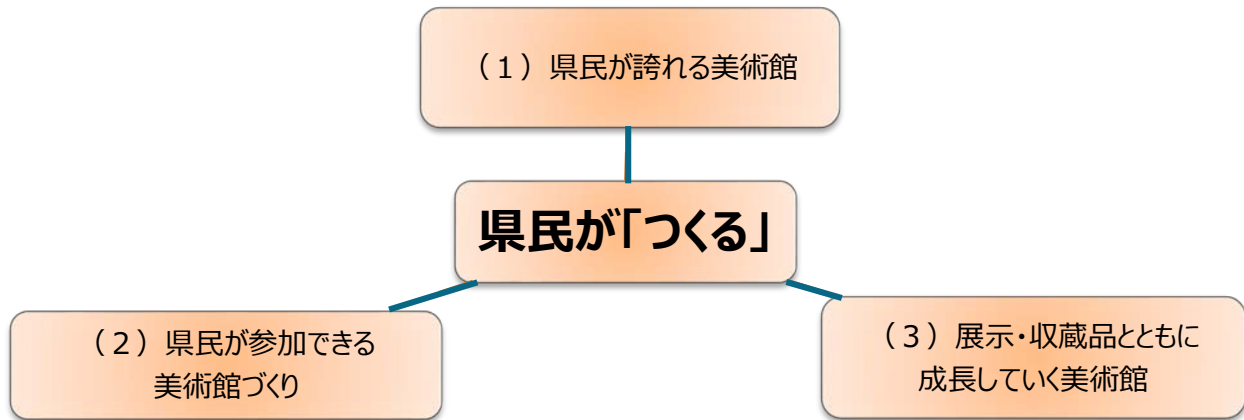 （１）県民が誇れる美術館
県民が「つくる」
（２）県民が参加できる
美術館づくり
（３）展示・収蔵品とともに
成長していく美術館